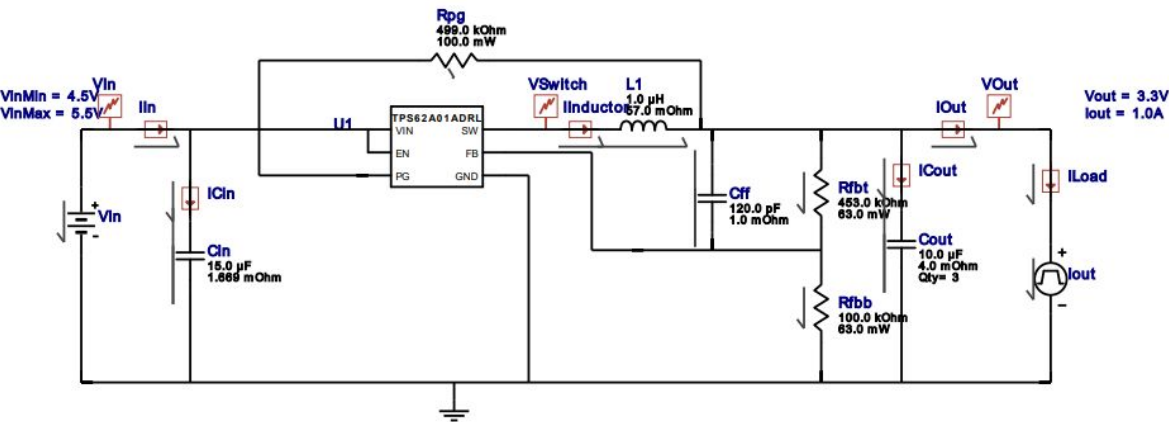 Rpg
499.0 kOhm
100.0 mW
VinMin = 4.5V
VinMax = 5.5V
VIn
IIn
U1
TPS62A01ADRL
VIN
SW
EN
FB
PG
GND
VSwitch
IInductor
L1
1.0 µH
57.0 mOhm
IOut
VOut
Vout = 3.3V
Iout = 1.0A
ICin
Vin
+
-
Cin
15.0 µF
1.669 mOhm
Cff
120.0 pF
1.0 mOhm
Rfbt
453.0 kOhm
63.0 mW
ICout
Cout
10.0 µF
4.0 mOhm
Qty= 3
ILoad
+
Iout
-
Rfbb
100.0 kOhm
63.0 mW